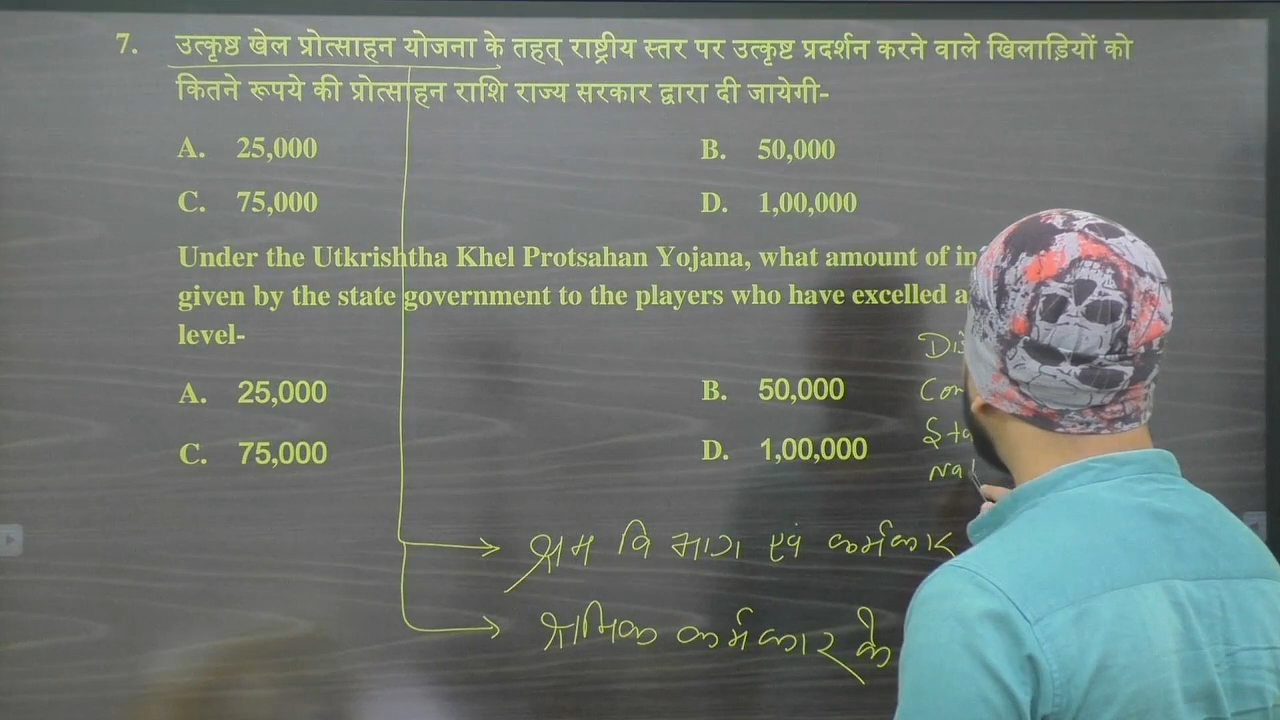 7. उत्कृष्ठ खेल प्रोत्साहन योजना के तहत् राष्ट्रीय स्तर पर उत्कृष्ट प्रदर्शन करने वाले खिलाड़ियों को
कितने रूपये की प्रोत्साहन राशि राज्य सरकार द्वारा दी जायेगी-
A. 25,000 B. 50,000
C. 75,000 D. 1,00,000
Under the Utkrishtha Khel Protsahan Yojana, what amount of in
given by the state government to the players who have excelled a
level-
A. 25,000 B. 50,000
C. 75,000 D. 1,00,000
श्रम विभाग एवं कर्मकार
श्रमिक कर्मकार के